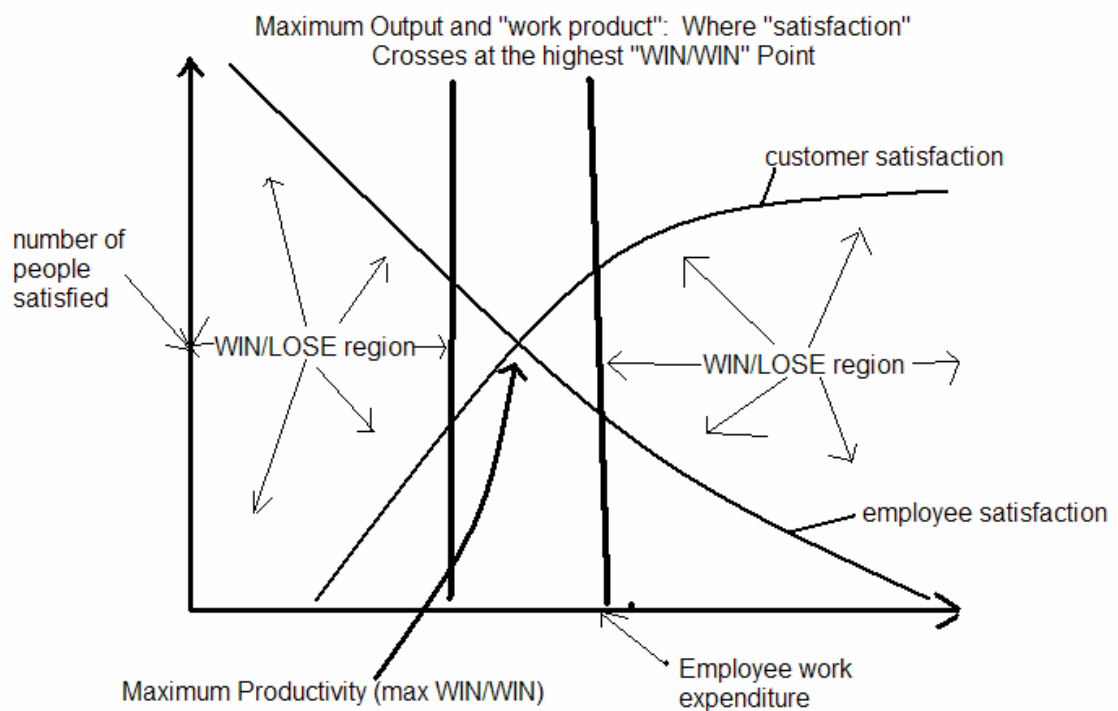 Maximum Output and "work product":  Where "satisfaction"
Crosses at the highest "WIN/WIN" Point
customer satisfaction
number of
people
satisfied
WIN/LOSE region
WIN/LOSE region
employee satisfaction
Maximum Productivity (max WIN/WIN)
Employee work
expenditure